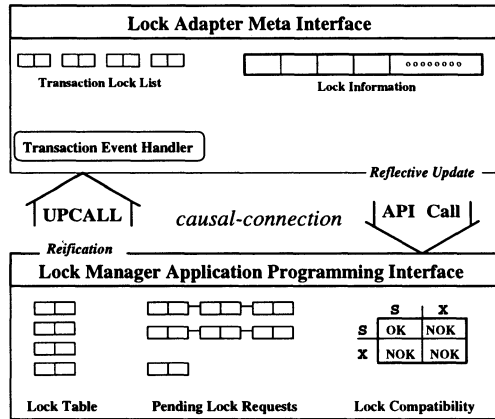 Lock Adapter Meta Interface
Transaction Lock List
Lock Information
Transaction Event Handler
Reflective Update
UPCALL
causal-connection
API Call
Reification
Lock Manager Application Programming Interface
S X
S OK NOK
X NOK NOK
Lock Table
Pending Lock Requests
Lock Compatibility